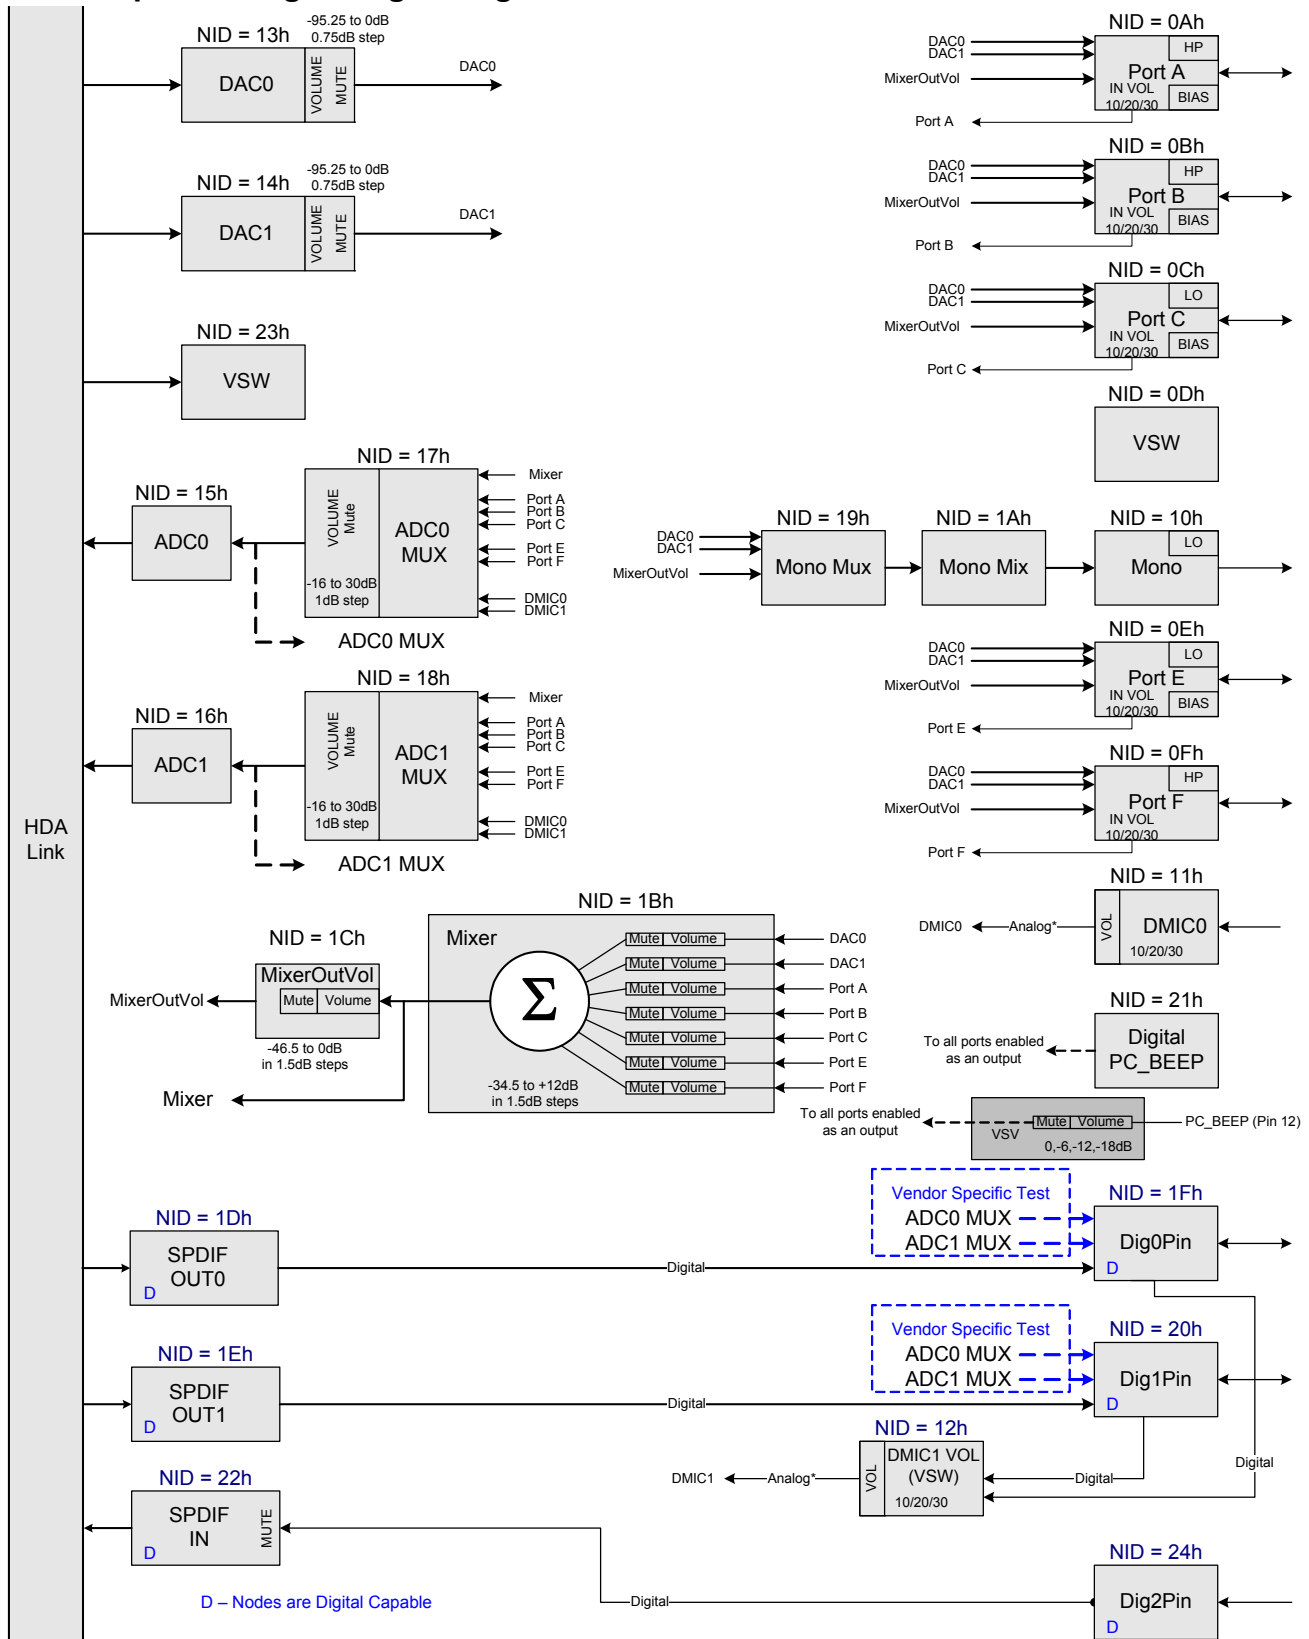 HDA
Link
NID = 13h
-95.25 to 0dB
0.75dB step
DAC0
VOLUME
MUTE
DAC0
NID = 14h
-95.25 to 0dB
0.75dB step
DAC1
VOLUME
MUTE
DAC1
NID = 23h
VSW
NID = 17h
NID = 15h
ADC0
VOLUME
Mute
-16 to 30dB
1dB step
ADC0
MUX
Mixer
Port A
Port B
Port C
Port E
Port F
DMIC0
DMIC1
ADC0 MUX
NID = 18h
NID = 16h
ADC1
VOLUME
Mute
-16 to 30dB
1dB step
ADC1
MUX
Mixer
Port A
Port B
Port C
Port E
Port F
DMIC0
DMIC1
ADC1 MUX
NID = 1Bh
NID = 1Ch
MixerOutVol
Mute Volume
-46.5 to 0dB
in 1.5dB steps
MixerOutVol
Mixer
Mixer
Σ
-34.5 to +12dB
in 1.5dB steps
Mute Volume DAC0
Mute Volume DAC1
Mute Volume Port A
Mute Volume Port B
Mute Volume Port C
Mute Volume Port E
Mute Volume Port F
NID = 0Ah
DAC0
DAC1
MixerOutVol
HP
Port A
IN VOL
10/20/30
BIAS
Port A
NID = 0Bh
DAC0
DAC1
MixerOutVol
HP
Port B
IN VOL
10/20/30
BIAS
Port B
NID = 0Ch
DAC0
DAC1
MixerOutVol
LO
Port C
IN VOL
10/20/30
BIAS
Port C
NID = 0Dh
VSW
NID = 19h
DAC0
DAC1
MixerOutVol
Mono Mux
NID = 1Ah
Mono Mix
NID = 10h
LO
Mono
NID = 0Eh
DAC0
DAC1
MixerOutVol
LO
Port E
IN VOL
10/20/30
BIAS
Port E
NID = 0Fh
DAC0
DAC1
MixerOutVol
HP
Port F
IN VOL
10/20/30
Port F
NID = 11h
DMIC0
Analog*
VOL
DMIC0
10/20/30
NID = 21h
To all ports enabled
as an output
Digital
PC_BEEP
To all ports enabled
as an output
VSV
Mute Volume
0,-6,-12,-18dB
PC_BEEP (Pin 12)
NID = 1Dh
SPDIF
OUT0
D
Digital
Vendor Specific Test
ADC0 MUX
ADC1 MUX
NID = 1Fh
Dig0Pin
D
NID = 1Eh
SPDIF
OUT1
D
Digital
Vendor Specific Test
ADC0 MUX
ADC1 MUX
NID = 20h
Dig1Pin
D
NID = 12h
DMIC1
Analog*
VOL
DMIC1 VOL
(VSW)
10/20/30
Digital
Digital
NID = 22h
SPDIF
IN
MUTE
D
Digital
NID = 24h
Dig2Pin
D
D – Nodes are Digital Capable